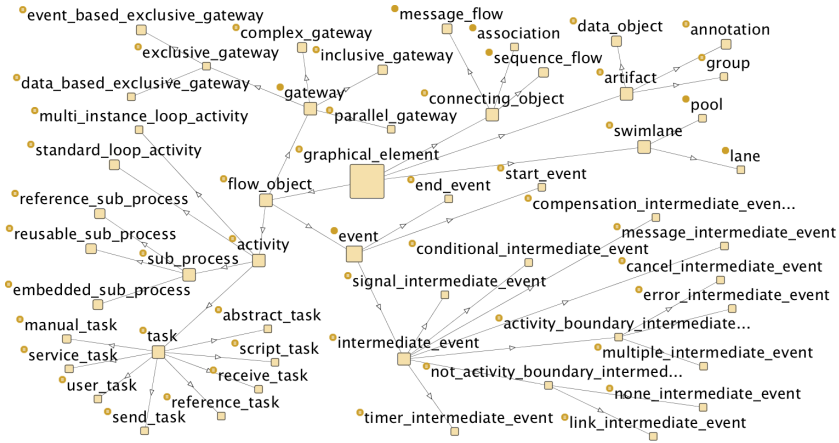 event_based_exclusive_gateway
message_flow
complex_gateway
association
data_object
annotation
exclusive_gateway
inclusive_gateway
sequence_flow
group
data_based_exclusive_gateway
gateway
connecting_object
artifact
multi_instance_loop_activity
parallel_gateway
pool
swimlane
standard_loop_activity
graphical_element
lane
flow_object
end_event
start_event
reference_sub_process
compensation_intermediate_even...
reusable_sub_process
activity
event
message_intermediate_event
conditional_intermediate_event
sub_process
cancel_intermediate_event
signal_intermediate_event
embedded_sub_process
error_intermediate_event
abstract_task
manual_task
activity_boundary_intermediate...
task
intermediate_event
script_task
service_task
multiple_intermediate_event
receive_task
not_activity_boundary_intermed...
user_task
none_intermediate_event
reference_task
send_task
timer_intermediate_event
link_intermediate_event